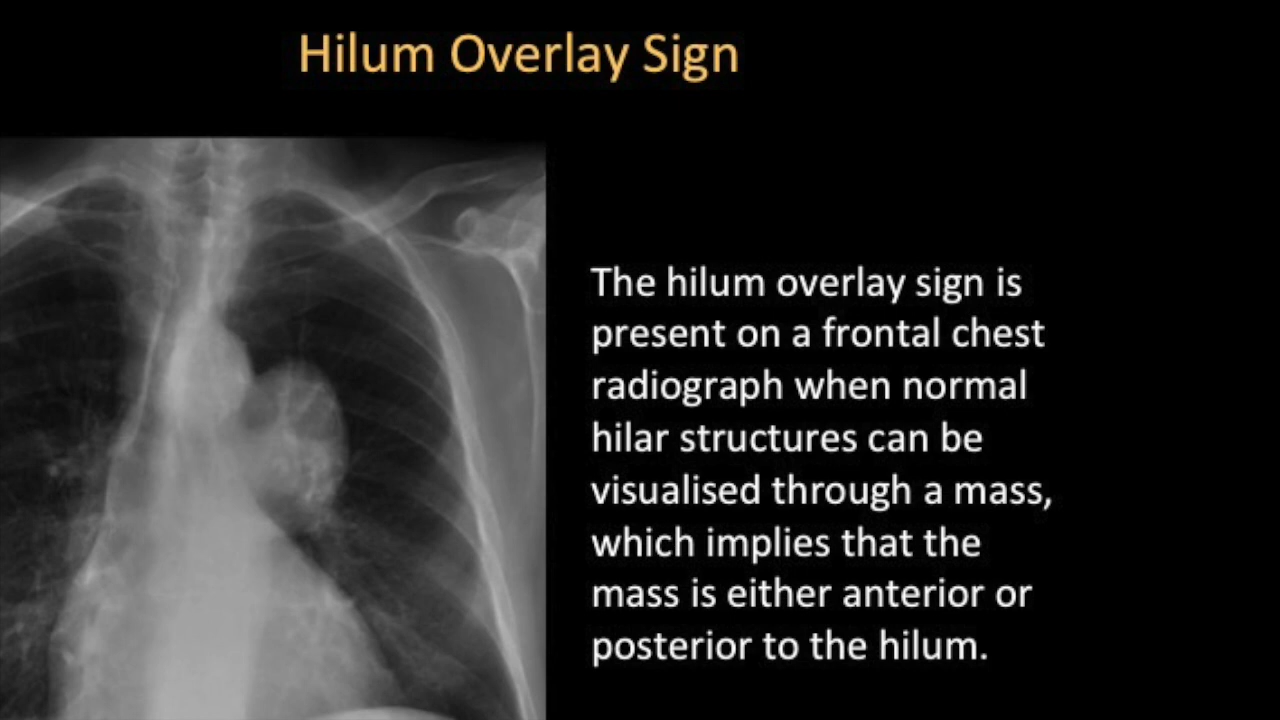 Hilum Overlay Sign
The hilum overlay sign is
present on a frontal chest
radiograph when normal
hilar structures can be
visualised through a mass,
which implies that the
mass is either anterior or
posterior to the hilum.